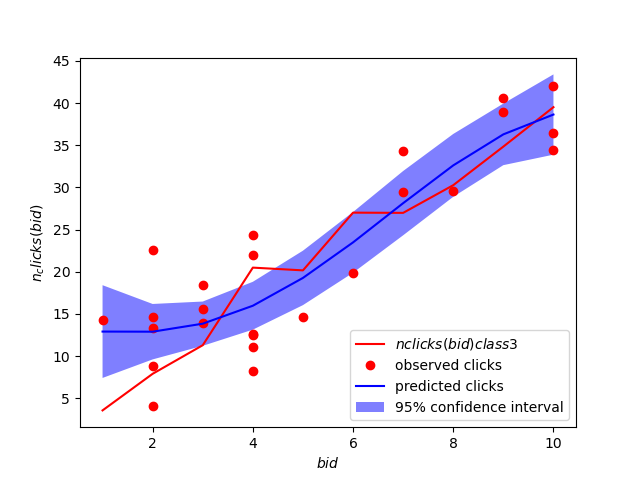 45
40
35
30
25
20
15
10
5
n_clicks(bid)
2
4
6
8
10
bid
nclicks(bid)class3
observed clicks
predicted clicks
95% confidence interval